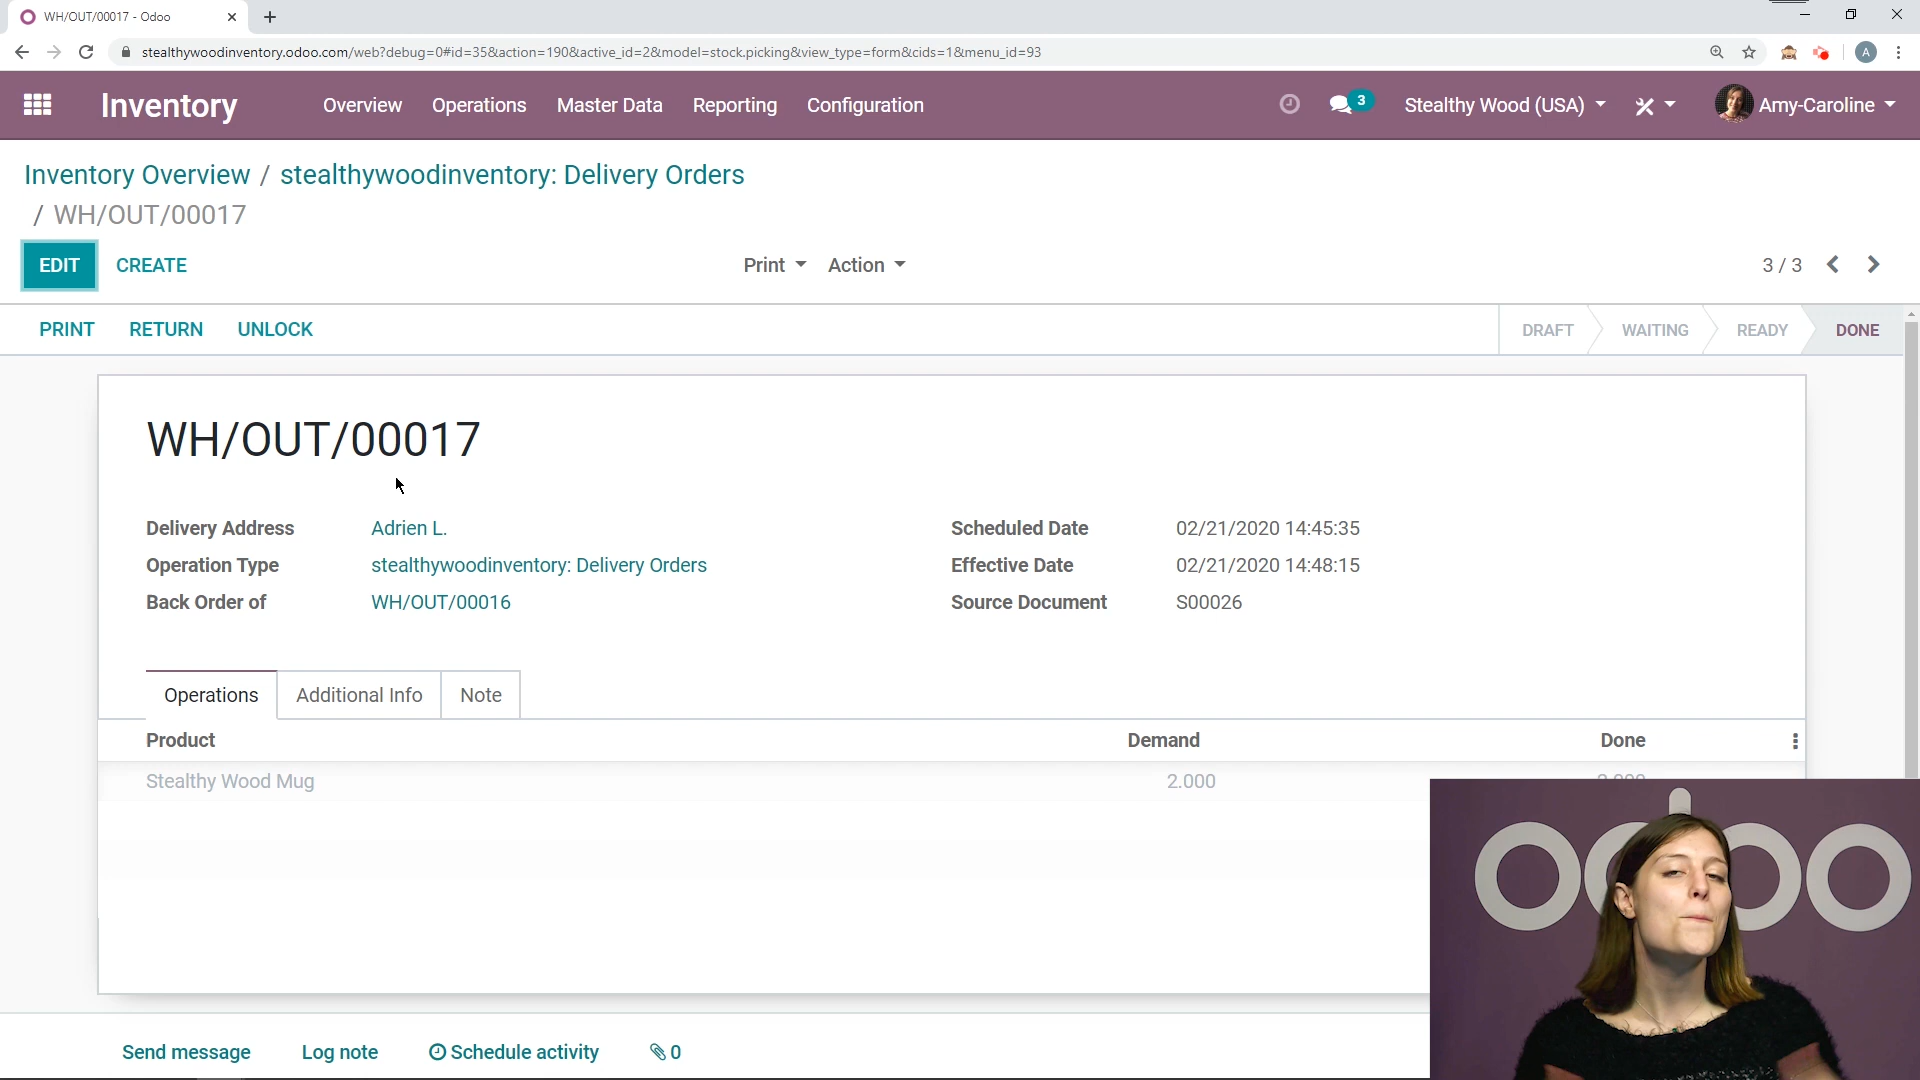 WH/OUT/00017 - Odoo
stealthywoodinventory.odoo.com/web?debug=0#id=35&action=190&active_id=2&model=stock.picking&view_type=form&cids=1&menu_id=93
A
Inventory Overview Operations Master Data Reporting Configuration 3 Stealthy Wood (USA) Amy-Caroline
Inventory Overview / stealthywoodinventory: Delivery Orders
/ WH/OUT/00017
EDIT CREATE Print Action 3 / 3
PRINT RETURN UNLOCK DRAFT WAITING READY DONE
WH/OUT/00017
Delivery Address Adrien L. Scheduled Date 02/21/2020 14:45:35
Operation Type stealthywoodinventory: Delivery Orders Effective Date 02/21/2020 14:48:15
Back Order of WH/OUT/00016 Source Document S00026
Operations Additional Info Note
Product Demand Done
Stealthy Wood Mug 2.000
odoo
Send message Log note Schedule activity 0